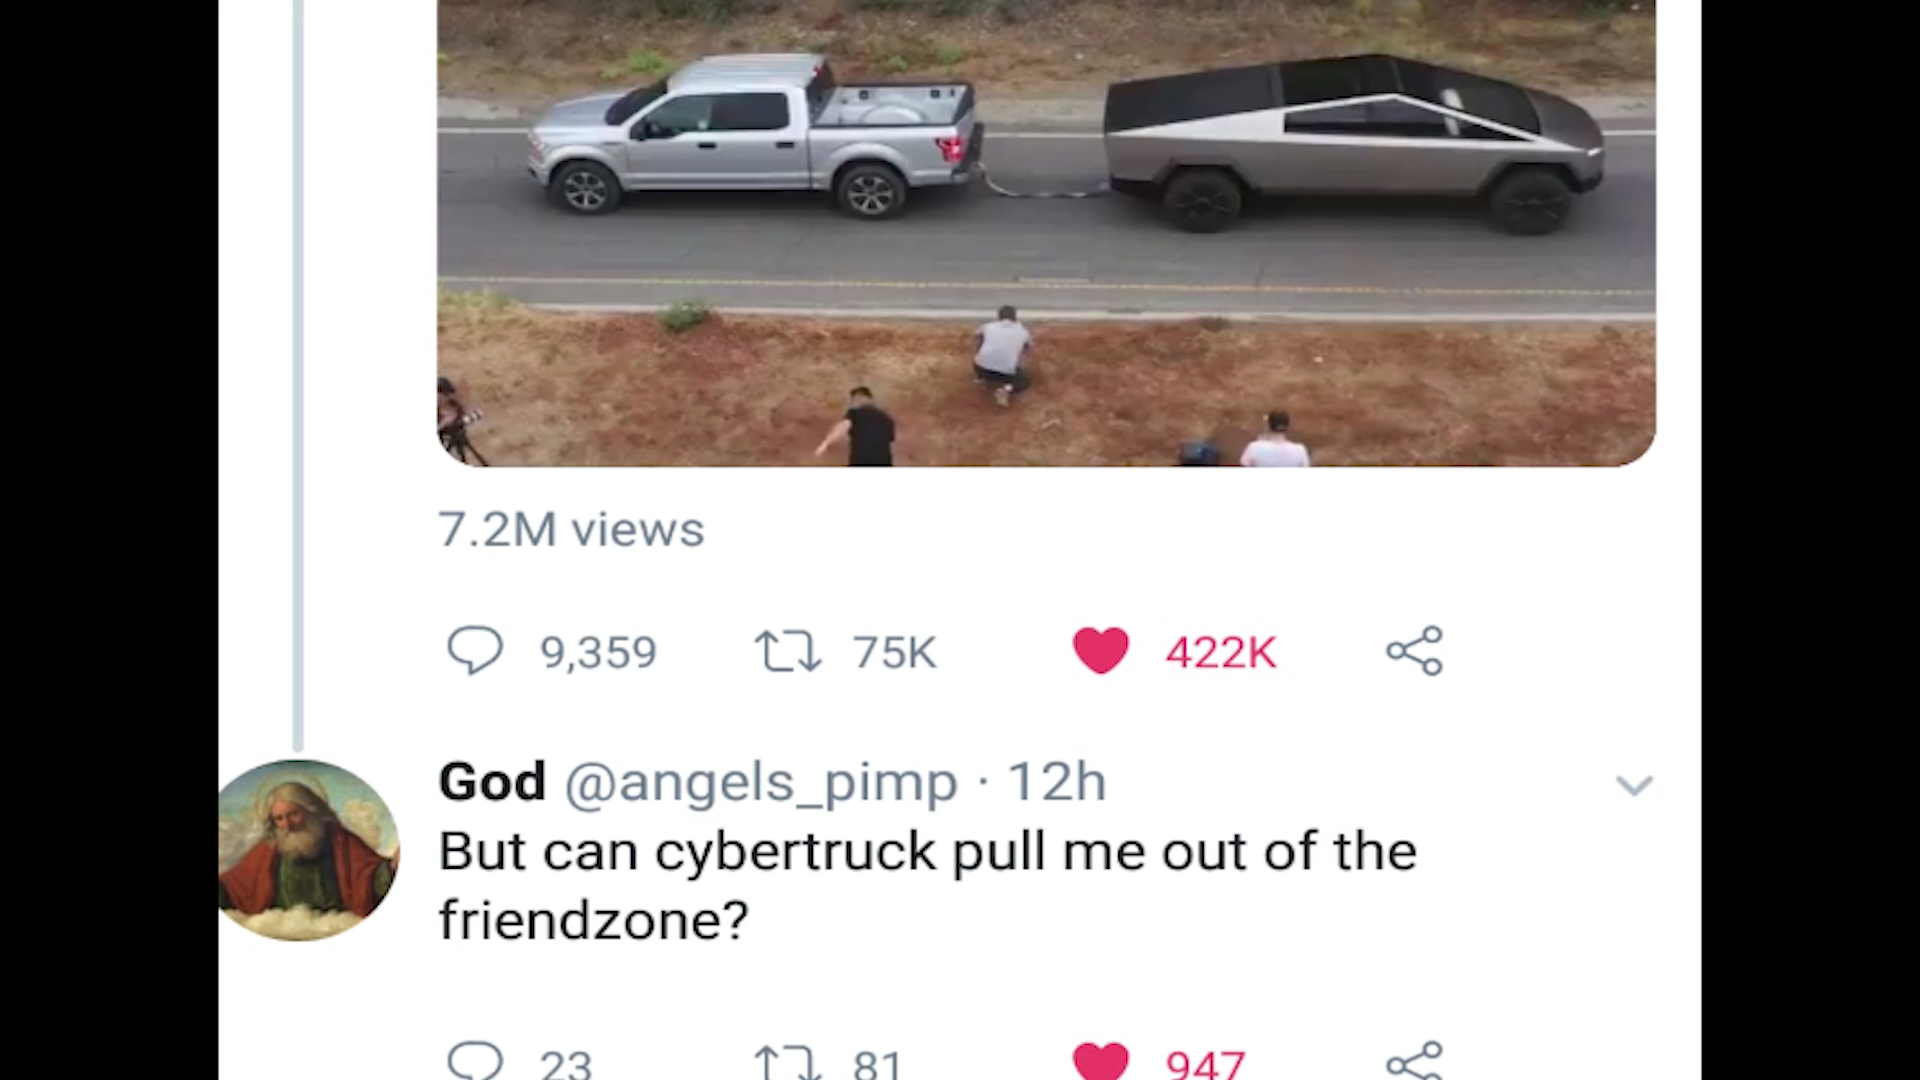 7.2M views
9,359 75K 422K
God @angels_pimp · 12h
But can cybertruck pull me out of the
friendzone?
23 81 947